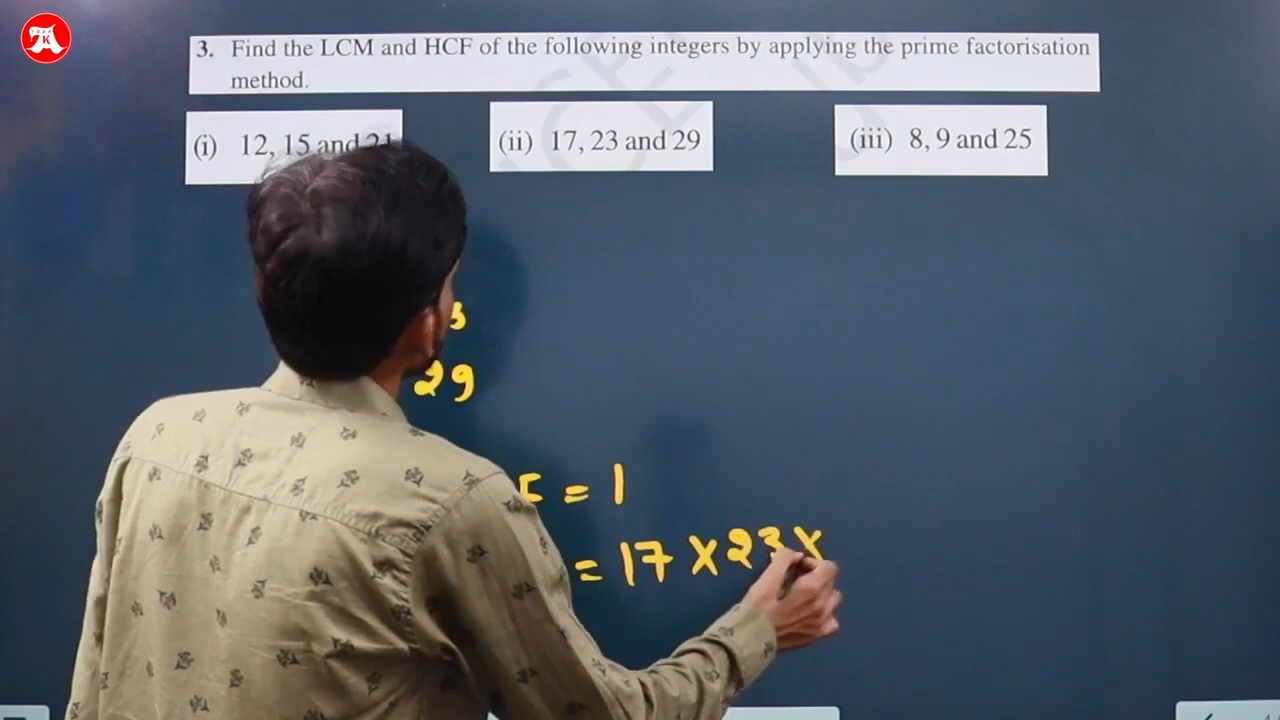 3. Find the LCM and HCF of the following integers by applying the prime factorisation
method.
(i) 12, 15 and 21
(ii) 17, 23 and 29
(iii) 8, 9 and 25
29
F = 1
= 17 × 23 ×